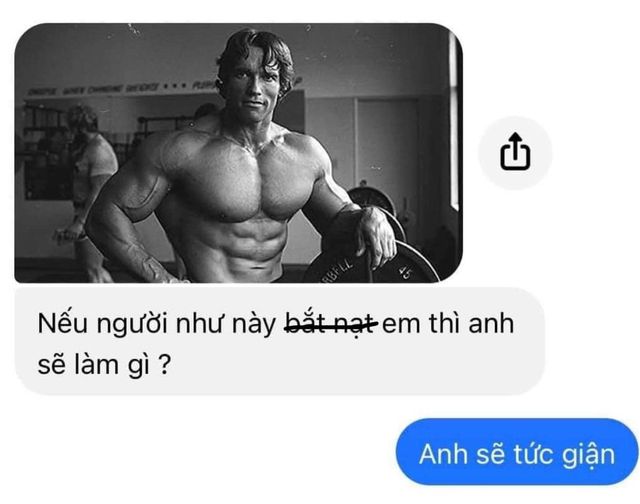 Nếu người như này bắt nạt em thì anh
sẽ làm gì ?
Anh sẽ tức giận